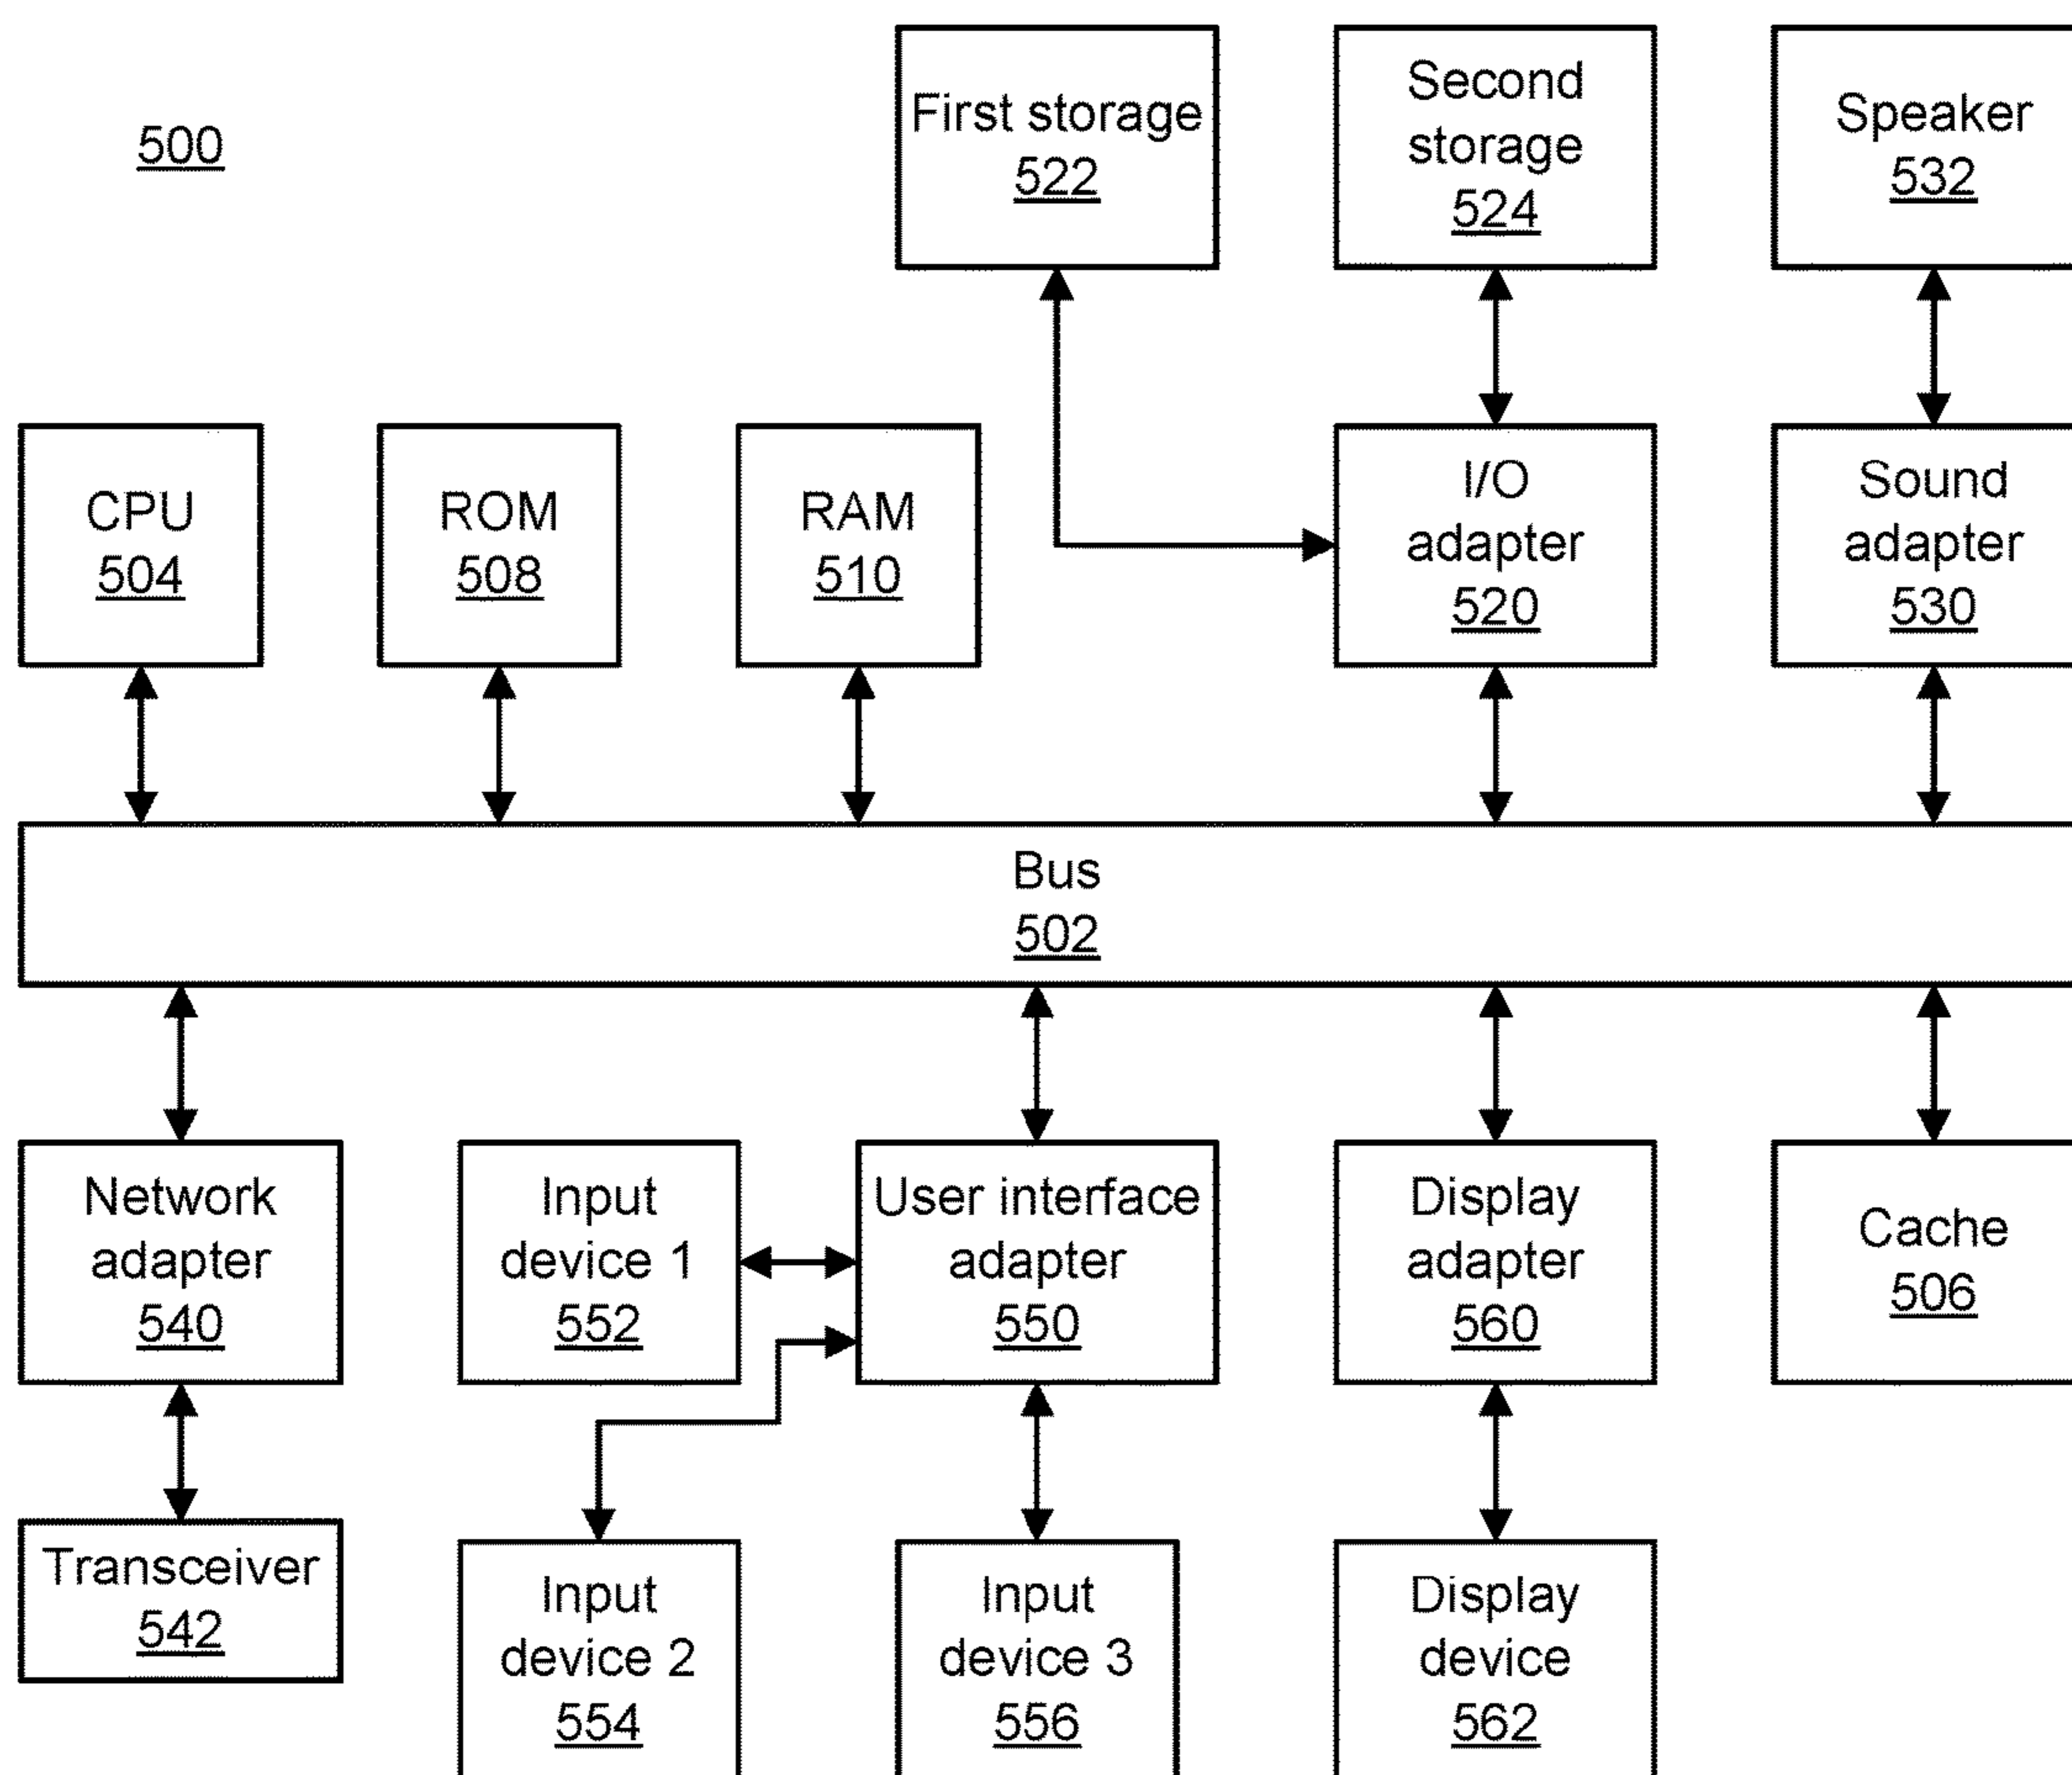 500
First storage
522
Second
storage
524
Speaker
532
CPU
504
ROM
508
RAM
510
I/O
adapter
520
Sound
adapter
530
Bus
502
Network
adapter
540
Input
device 1
552
User interface
adapter
550
Display
adapter
560
Cache
506
Transceiver
542
Input
device 2
554
Input
device 3
556
Display
device
562